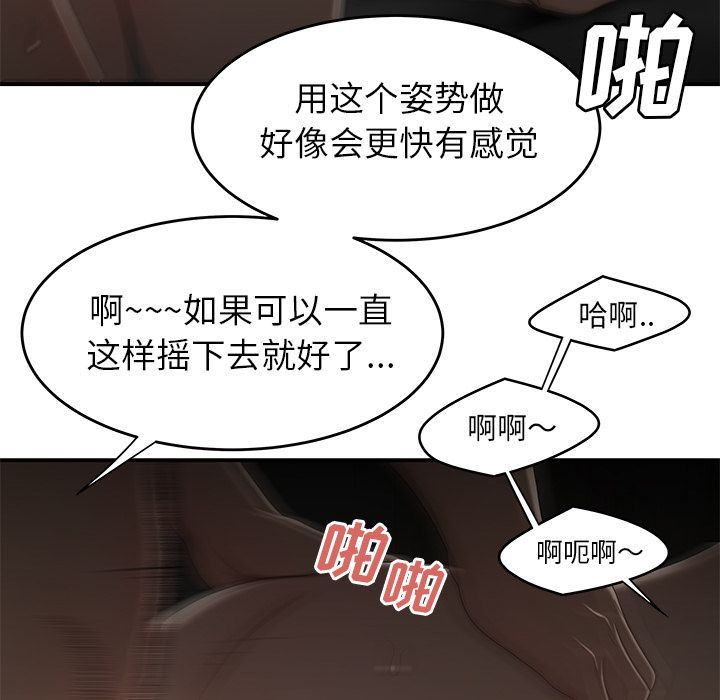 啪
用这个姿势做
好像会更快有感觉
啊~~~如果可以一直
这样摇下去就好了...
哈啊..
啊啊～
啊呃啊～
啪
啪